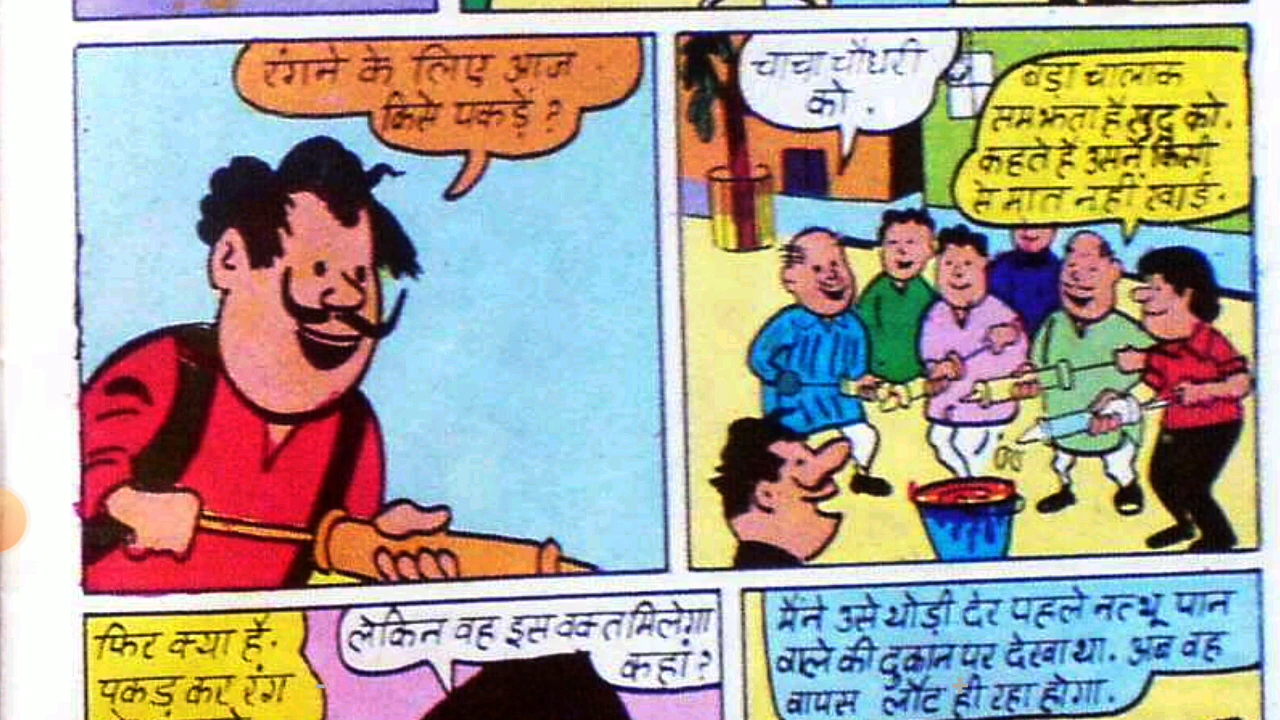 रंगने के लिए आज
किसे पकड़ें ?
चाचा चौधरी
को .
बड़ा चालाक
समझता है खुद को.
कहते हैं उसने किसी
से मात नहीं खाई.
फिर क्या है.
पकड़ कर रंग
लेकिन वह इस वक्त मिलेगा
कहां ?
मैंने उसे थोड़ी देर पहले नत्थू पान
वाले की दुकान पर देखा था. अब वह
वापस लौट ही रहा होगा.